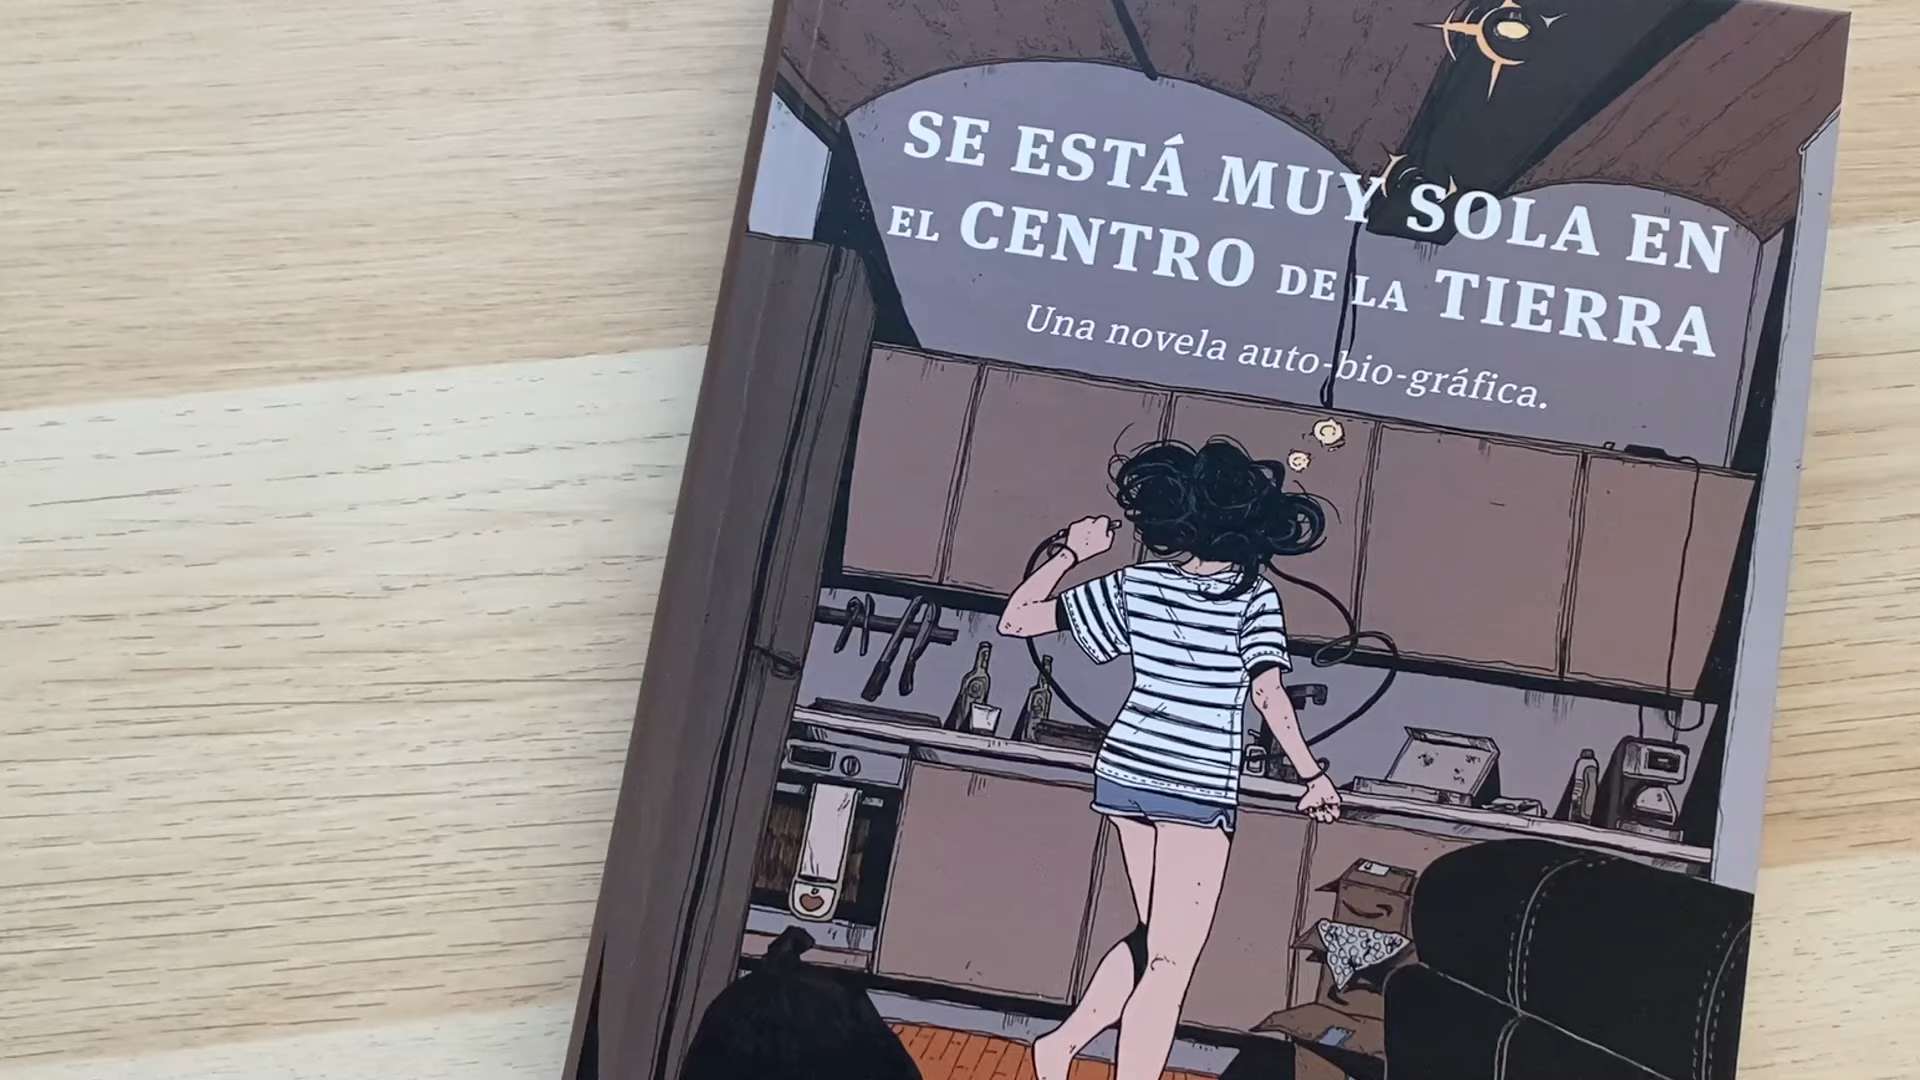 SE ESTÁ MUY SOLA EN
EL CENTRO DE LA TIERRA
Una novela auto-bio-gráfica.